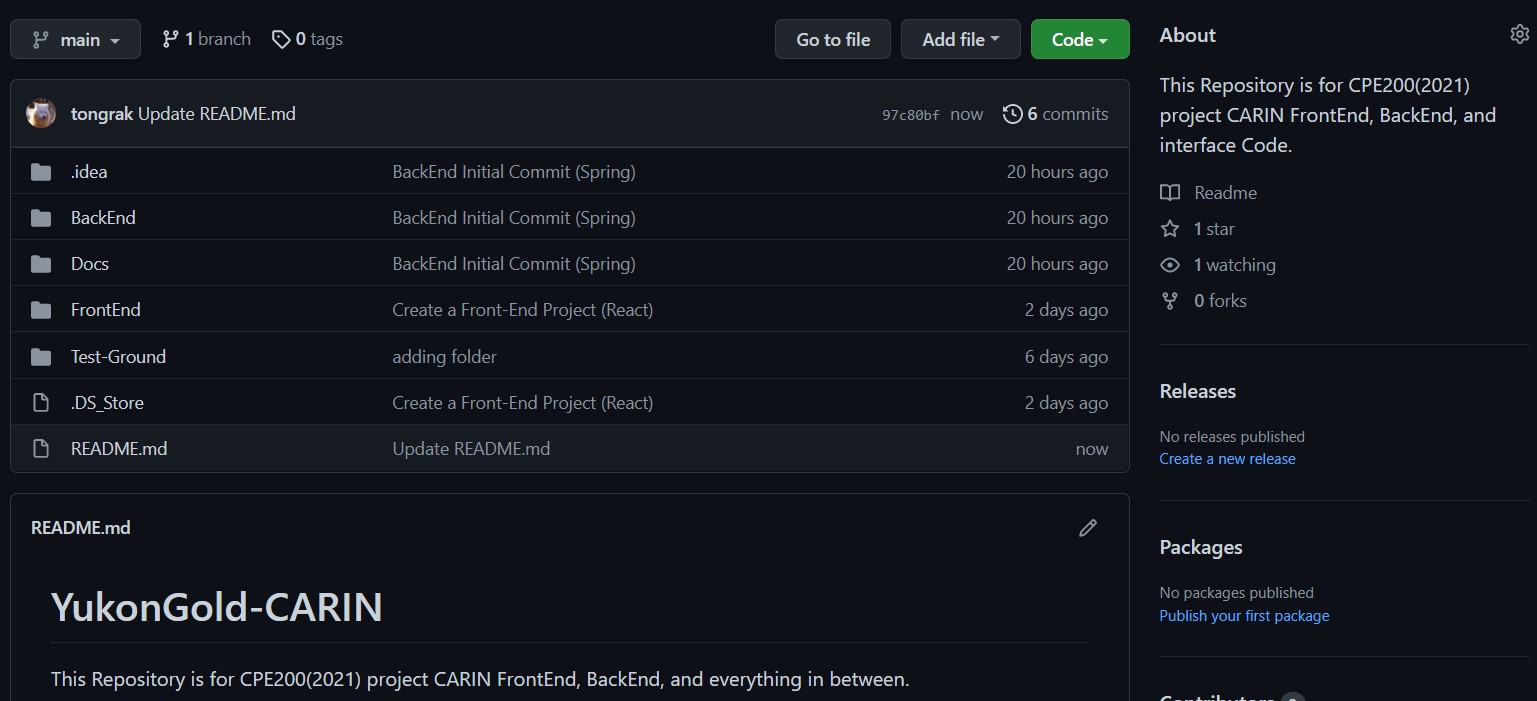 main
1 branch
0 tags
Go to file
Add file
Code
tongrak Update README.md
97c80bf now
6 commits
.idea BackEnd Initial Commit (Spring) 20 hours ago
BackEnd BackEnd Initial Commit (Spring) 20 hours ago
Docs BackEnd Initial Commit (Spring) 20 hours ago
FrontEnd Create a Front-End Project (React) 2 days ago
Test-Ground adding folder 6 days ago
.DS_Store Create a Front-End Project (React) 2 days ago
README.md Update README.md now
README.md
YukonGold-CARIN
This Repository is for CPE200(2021) project CARIN FrontEnd, BackEnd, and everything in between.
About
This Repository is for CPE200(2021)
project CARIN FrontEnd, BackEnd, and
interface Code.
Readme
1 star
1 watching
0 forks
Releases
No releases published
Create a new release
Packages
No packages published
Publish your first package
Contributors